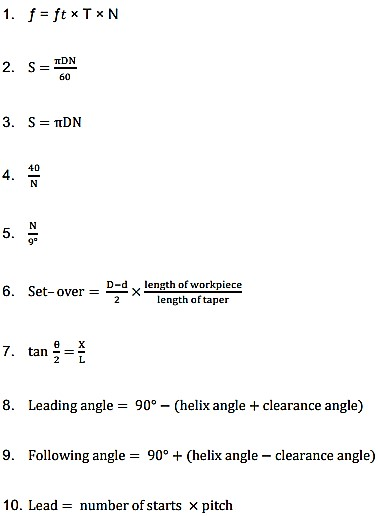 1. f = ft × T × N
2. S = πDN/60
3. S = πDN
4. 40/N
5. N/9°
6. Set-over = D-d/2 × length of workpiece/length of taper
7. tan θ/2 = X/L
8. Leading angle = 90° − (helix angle + clearance angle)
9. Following angle = 90° + (helix angle − clearance angle)
10. Lead = number of starts × pitch